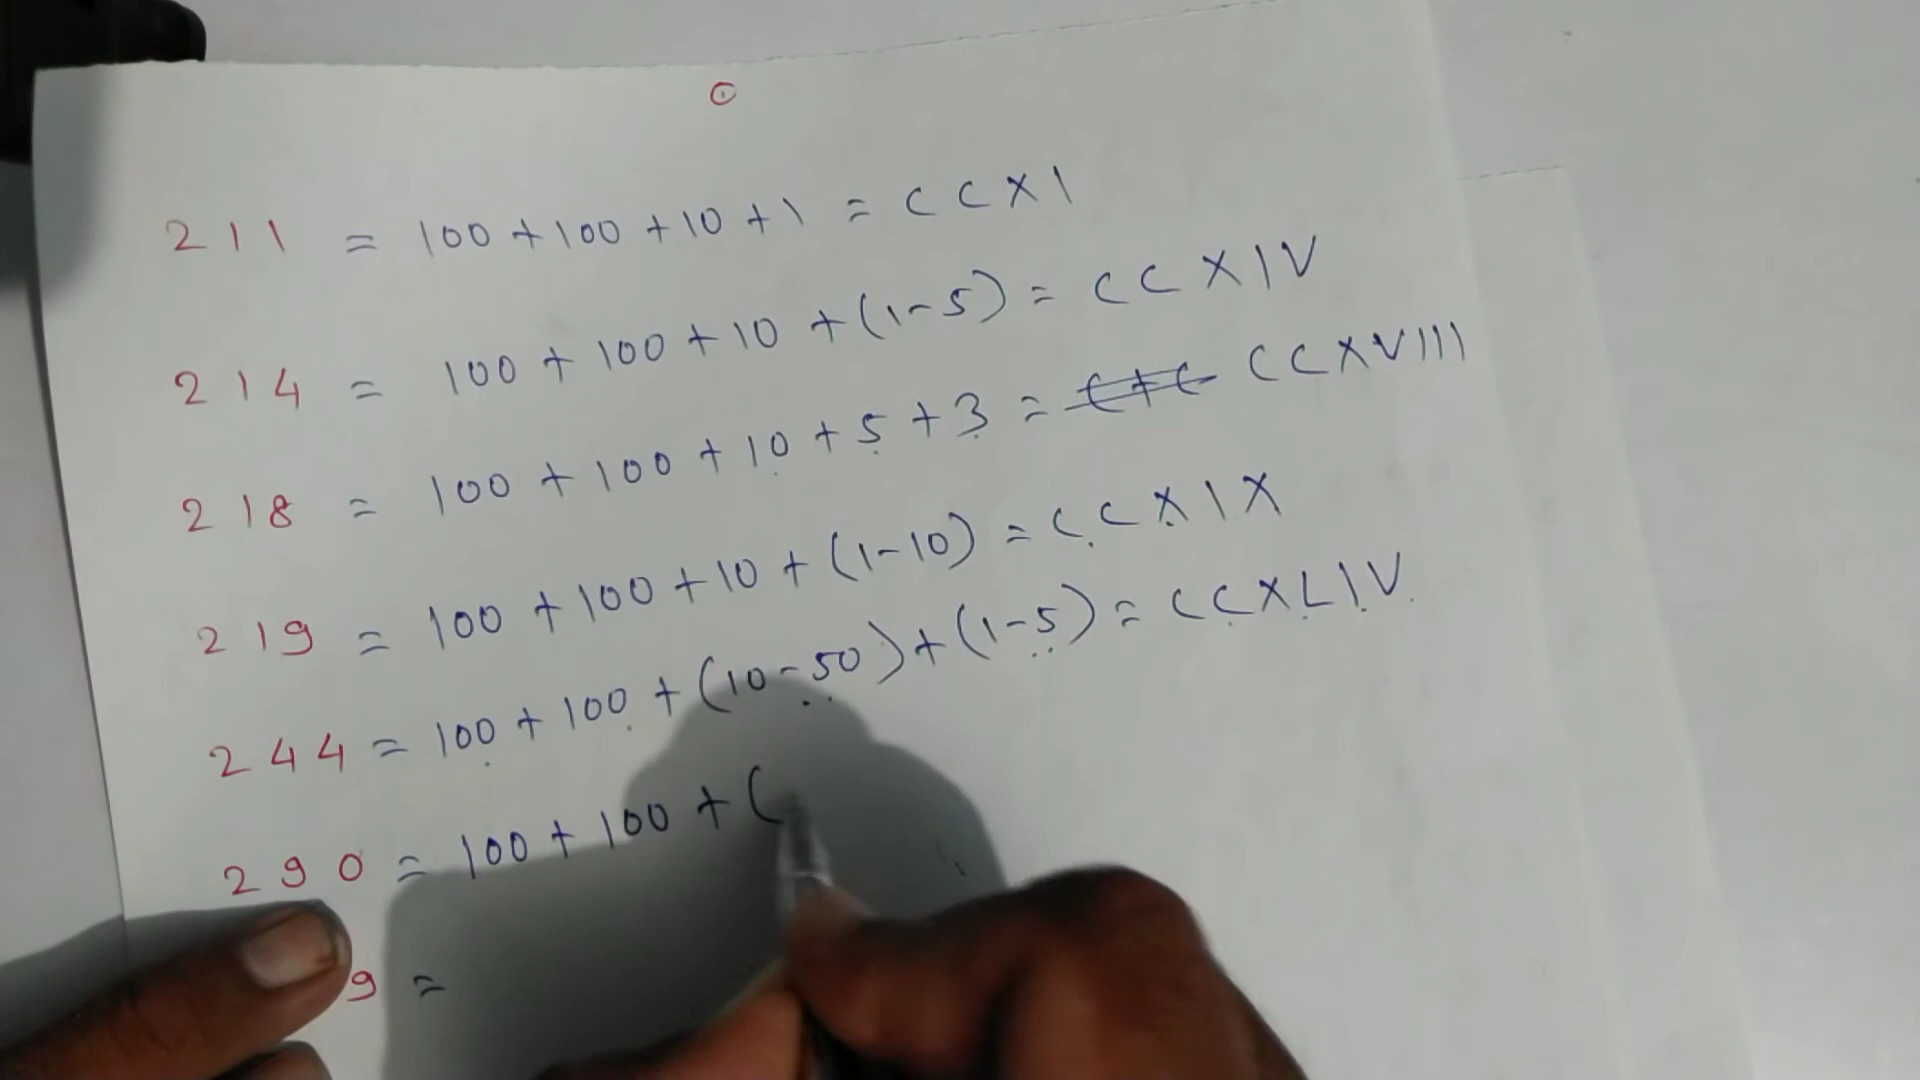 211 = 100 + 100 + 10 + 1 = CCXI
214 = 100 + 100 + 10 + (1-5) = CCXIV
218 = 100 + 100 + 10 + 5 + 3 = CCXVIII
219 = 100 + 100 + 10 + (1-10) = CCXIX
244 = 100 + 100 + (10-50) + (1-5) = CCXLIV
290 = 100 + 100 + (
9 =